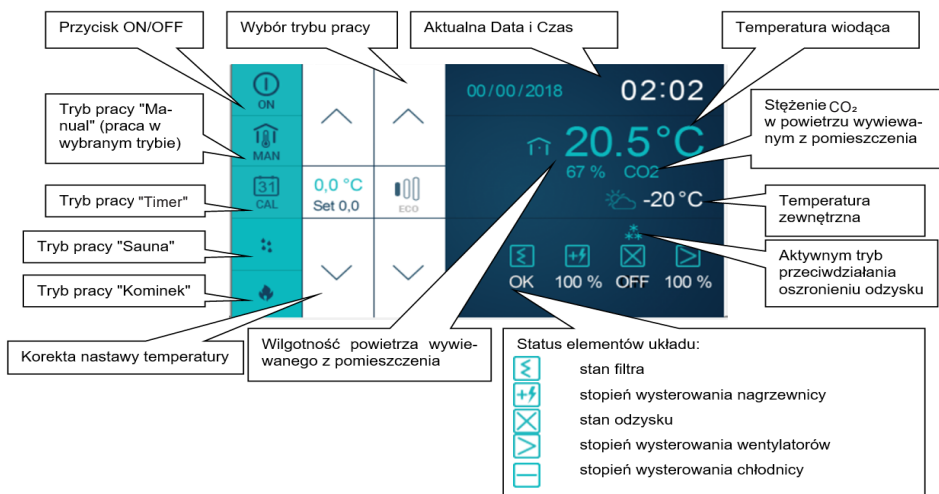 Przycisk ON/OFF
Wybór trybu pracy
Aktualna Data i Czas
Temperatura wiodąca
ON
00/00/2018
02:02
Tryb pracy "Ma-
nual" (praca w
wybranym trybie)
MAN
20.5°C
67 %
CO2
Stężenie CO₂
w powietrzu wywiewa-
nym z pomieszczenia
Tryb pracy "Timer"
31
CAL
0,0 °C
Set 0,0
ECO
-20°C
Temperatura
zewnętrzna
Tryb pracy "Sauna"
Aktywnym tryb
przeciwdziałania
oszronieniu odzysku
Tryb pracy "Kominek"
OK
100 %
OFF
100 %
Korekta nastawy temperatury
Wilgotność powietrza wywie-
wanego z pomieszczenia
Status elementów układu:
stan filtra
stopień wysterowania nagrzewnicy
stan odzysku
stopień wysterowania wentylatorów
stopień wysterowania chłodnicy